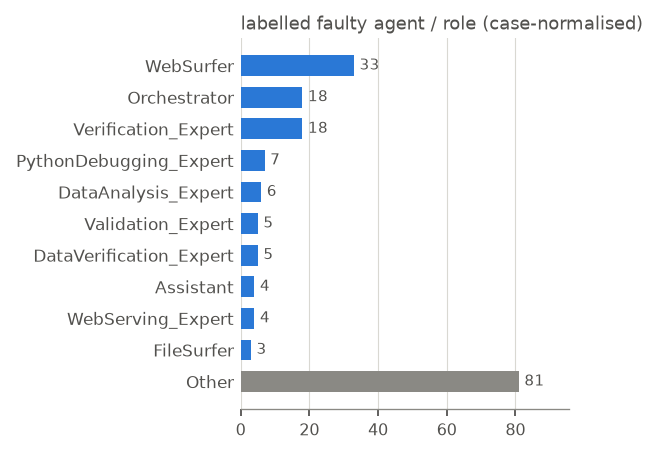 labelled faulty agent / role (case-normalised)
WebSurfer 33
Orchestrator 18
Verification_Expert 18
PythonDebugging_Expert 7
DataAnalysis_Expert 6
Validation_Expert 5
DataVerification_Expert 5
Assistant 4
WebServing_Expert 4
FileSurfer 3
Other 81
0 20 40 60 80